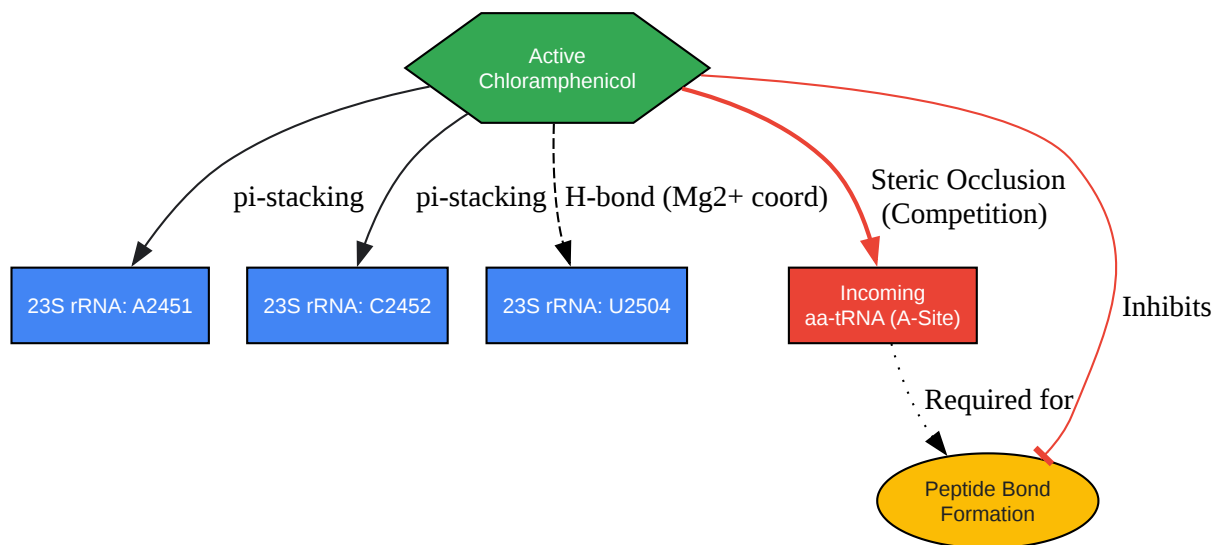 Active
Chloramphenicol
pi-stacking
pi-stacking
H-bond (Mg2+ coord)
Steric Occlusion
(Competition)
23S rRNA: A2451
23S rRNA: C2452
23S rRNA: U2504
Incoming
aa-tRNA (A-Site)
Inhibits
Required for
Peptide Bond
Formation